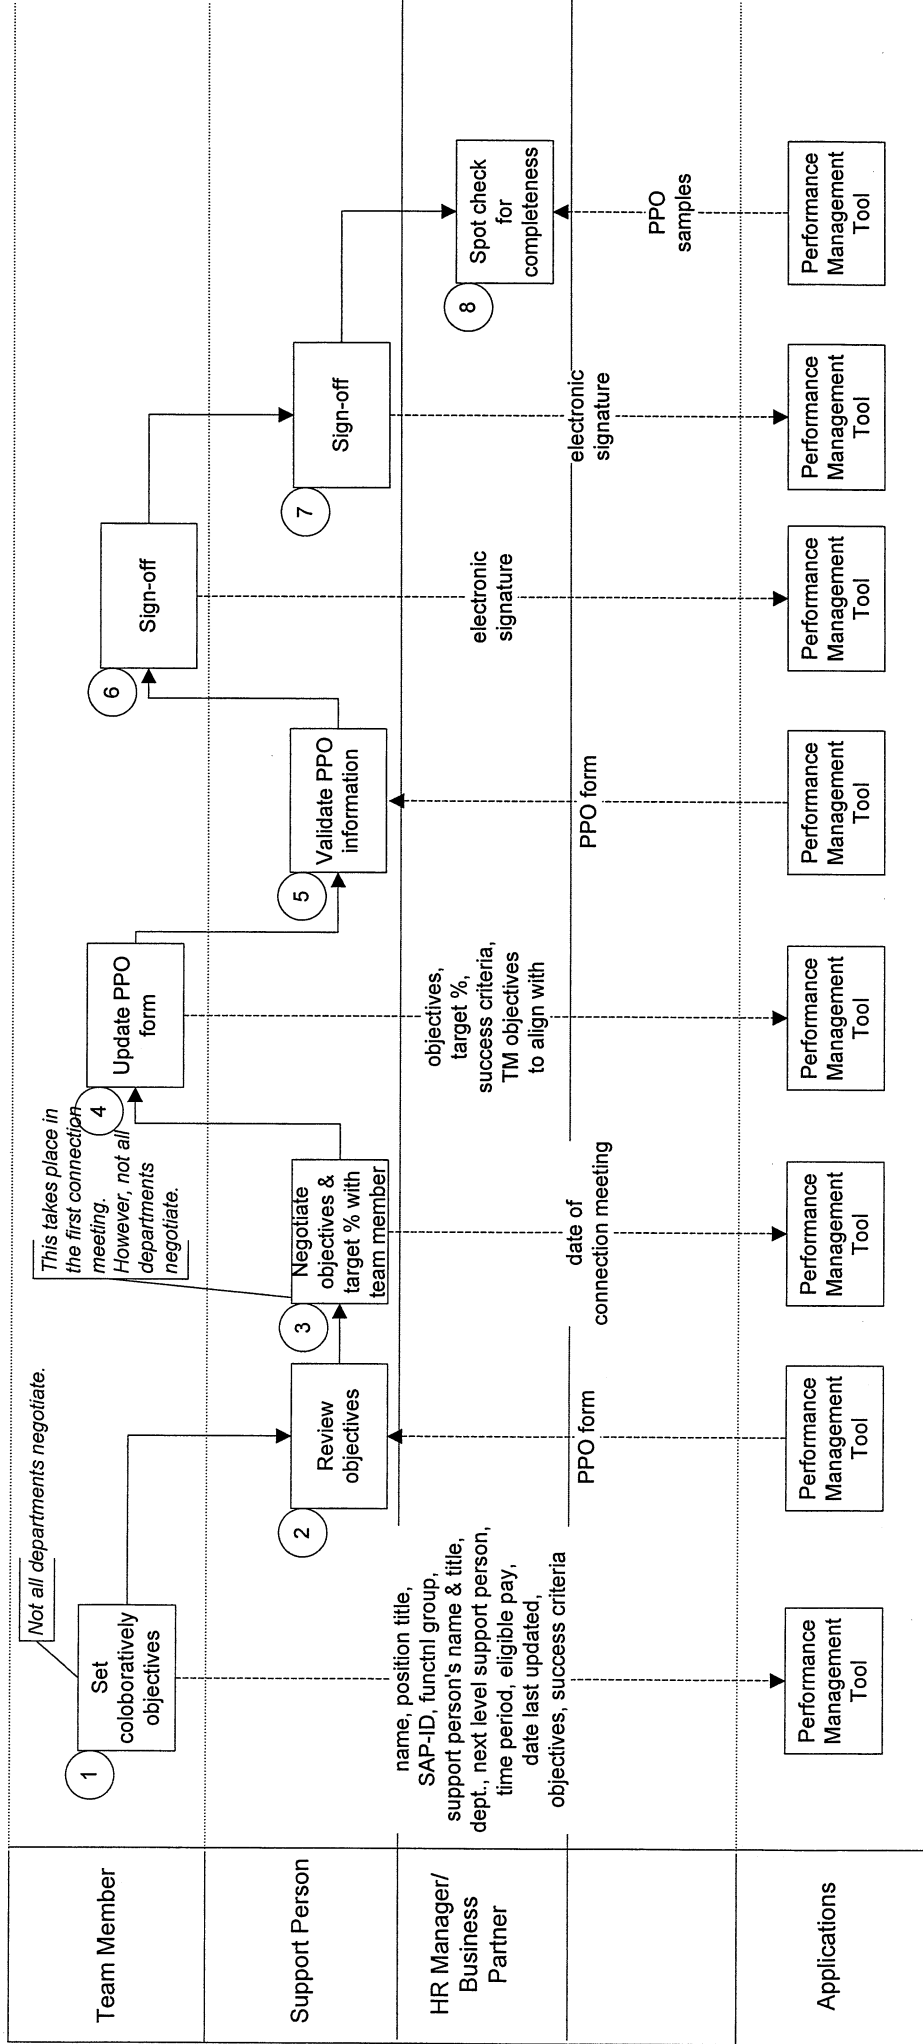 Team Member
Not all departments negotiate.
1
Set
coloboratively
objectives
This takes place in
the first connection
meeting.
However, not all
departments
negotiate.
4
Update PPO
form
6
Sign-off
Support Person
2
Review
objectives
3
Negotiate
objectives &
target % with
team member
5
Validate PPO
information
7
Sign-off
HR Manager/
Business
Partner
8
Spot check
for
completeness
name, position title,
SAP-ID, functnl group,
support person's name & title,
dept., next level support person,
time period, eligible pay,
date last updated,
objectives, success criteria
PPO form
date of
connection meeting
objectives,
target %,
success criteria,
TM objectives
to align with
PPO form
electronic
signature
electronic
signature
PPO
samples
Applications
Performance
Management
Tool
Performance
Management
Tool
Performance
Management
Tool
Performance
Management
Tool
Performance
Management
Tool
Performance
Management
Tool
Performance
Management
Tool
Performance
Management
Tool